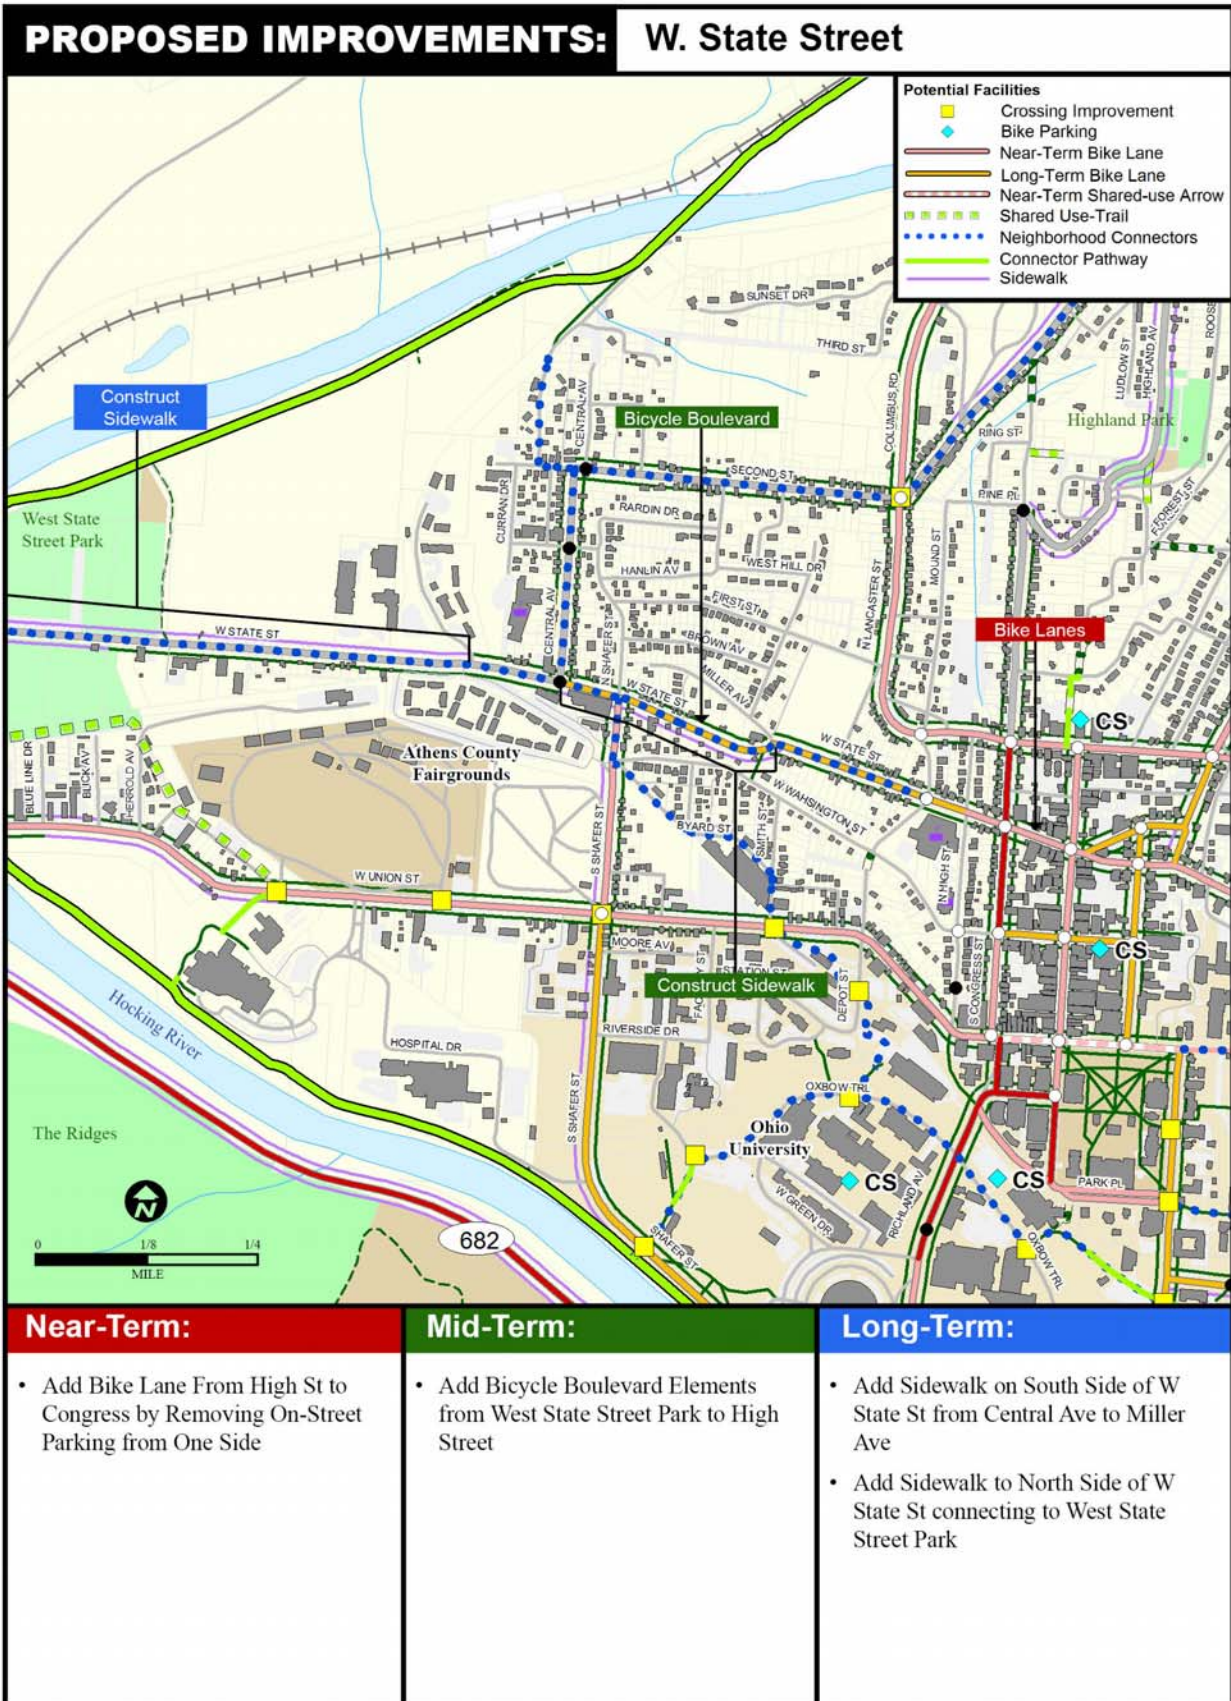 PROPOSED IMPROVEMENTS: W. State Street
Potential Facilities
Crossing Improvement
Bike Parking
Near-Term Bike Lane
Long-Term Bike Lane
Near-Term Shared-use Arrow
Shared Use-Trail
Neighborhood Connectors
Connector Pathway
Sidewalk
SUNSET DR
THIRD ST
COLUMBUS RD
LUDLOW ST
HIGHLAND AV
Construct
Sidewalk
Bicycle Boulevard
CENTRAL AV
Highland Park
RING ST
SECOND ST
CURRAN DR
PINE PL
RARDIN DR
FOREST ST
West State
Street Park
MOUND ST
HANLIN AV
WEST HILL DR
N LANCASTER ST
FIRST ST
CENTRAL AV
N SHAFER ST
BROWN AV
Bike Lanes
W STATE ST
MILLER AV
W STATE ST
CS
W STATE ST
Athens County
Fairgrounds
BLUE LINE DR
BUCK AV
HERROLD AV
W WAHSINGTON ST
BYARD ST
SMITH ST
S SHAFER ST
N HIGH ST
W UNION ST
MOORE AV
CS
STATION ST
Construct Sidewalk
DEPOT ST
S CONGRESS ST
Hocking River
RIVERSIDE DR
HOSPITAL DR
OXBOW TRL
S SHAFER ST
The Ridges
Ohio
University
CS
CS
PARK PL
W GREEN DR
RICHLAND AV
N
682
SHAFER ST
OXBOW TRL
0 1/8 1/4
MILE
Near-Term:
• Add Bike Lane From High St to
Congress by Removing On-Street
Parking from One Side
Mid-Term:
• Add Bicycle Boulevard Elements
from West State Street Park to High
Street
Long-Term:
• Add Sidewalk on South Side of W
State St from Central Ave to Miller
Ave
• Add Sidewalk to North Side of W
State St connecting to West State
Street Park